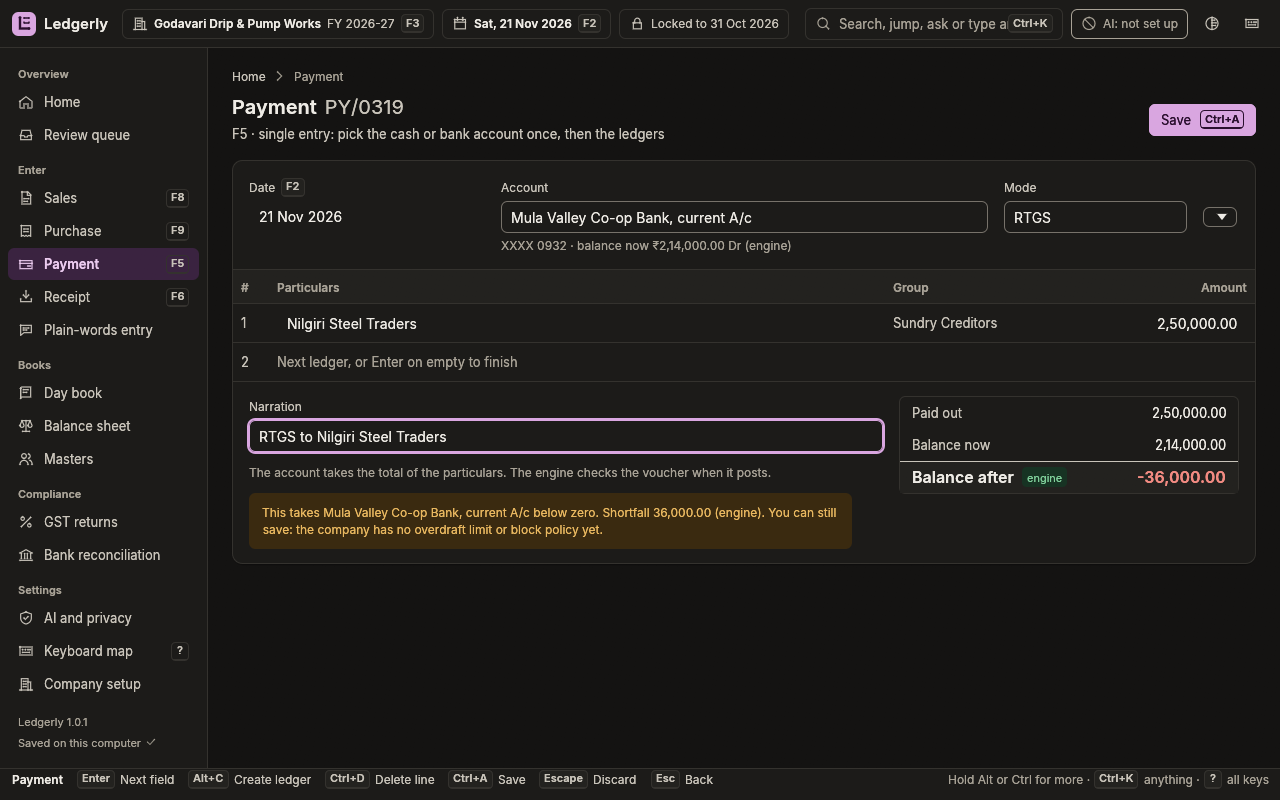 Ledgerly
Godavari Drip & Pump Works FY 2026-27 F3
Sat, 21 Nov 2026 F2
Locked to 31 Oct 2026
Search, jump, ask or type a Ctrl+K
AI: not set up
Overview
Home
Review queue
Enter
Sales F8
Purchase F9
Payment F5
Receipt F6
Plain-words entry
Books
Day book
Balance sheet
Masters
Compliance
GST returns
Bank reconciliation
Settings
AI and privacy
Keyboard map ?
Company setup
Ledgerly 1.0.1
Saved on this computer
Home Payment
Payment PY/0319
F5 · single entry: pick the cash or bank account once, then the ledgers
Save Ctrl+A
Date F2
21 Nov 2026
Account
Mula Valley Co-op Bank, current A/c
XXXX 0932 · balance now ₹2,14,000.00 Dr (engine)
Mode
RTGS
# Particulars Group Amount
1 Nilgiri Steel Traders Sundry Creditors 2,50,000.00
2 Next ledger, or Enter on empty to finish
Narration
RTGS to Nilgiri Steel Traders
The account takes the total of the particulars. The engine checks the voucher when it posts.
This takes Mula Valley Co-op Bank, current A/c below zero. Shortfall 36,000.00 (engine). You can still
save: the company has no overdraft limit or block policy yet.
Paid out 2,50,000.00
Balance now 2,14,000.00
Balance after engine -36,000.00
Payment Enter Next field Alt+C Create ledger Ctrl+D Delete line Ctrl+A Save Escape Discard Esc Back
Hold Alt or Ctrl for more · Ctrl+K anything · ? all keys